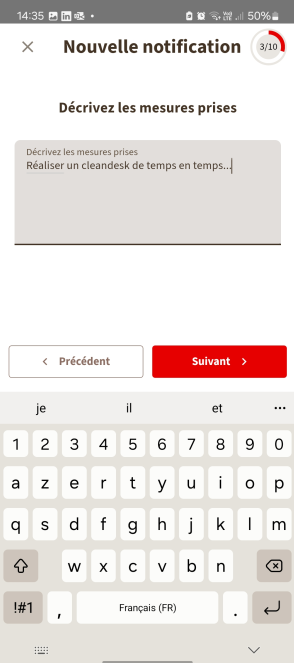 14:35
50%
Nouvelle notification
3/10
Décrivez les mesures prises
Décrivez les mesures prises
Réaliser un cleandesk de temps en temps...
Précédent
Suivant
je il et ...
1 2 3 4 5 6 7 8 9 0
a z e r t y u i o p
q s d f g h j k l m
w x c v b n
!#1 , Français (FR) .